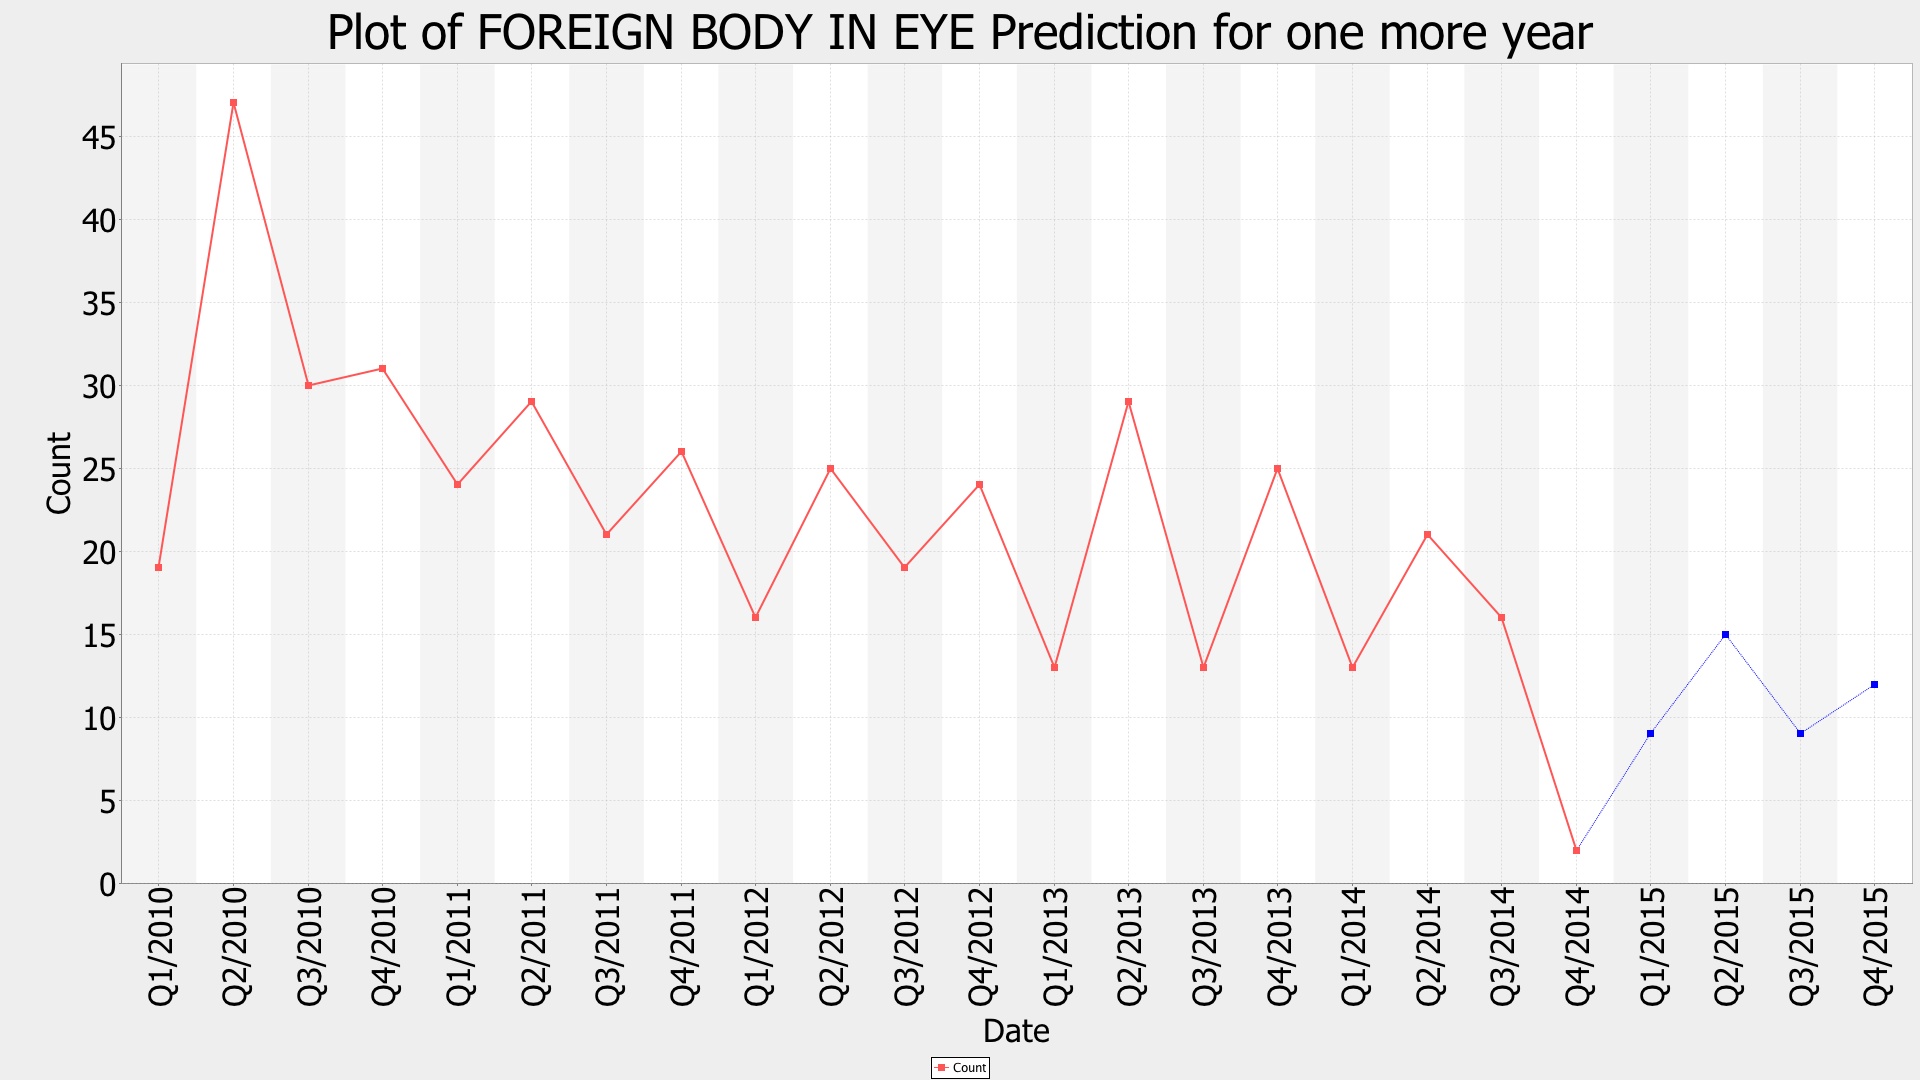 Plot of FOREIGN BODY IN EYE Prediction for one more year
Count
45
40
35
30
25
20
15
10
5
0
Q1/2010
Q2/2010
Q3/2010
Q4/2010
Q1/2011
Q2/2011
Q3/2011
Q4/2011
Q1/2012
Q2/2012
Q3/2012
Q4/2012
Q1/2013
Q2/2013
Q3/2013
Q4/2013
Q1/2014
Q2/2014
Q3/2014
Q4/2014
Q1/2015
Q2/2015
Q3/2015
Q4/2015
Date
Count